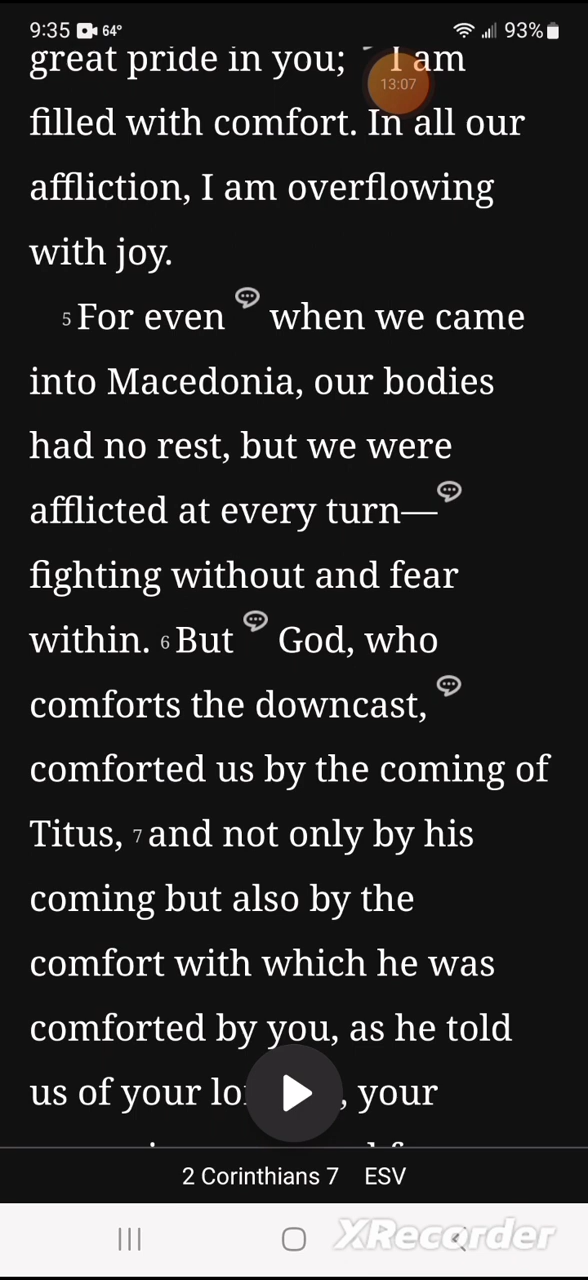 9:35 64° 93%
great pride in you; I am
13:07
filled with comfort. In all our
affliction, I am overflowing
with joy.
5 For even when we came
into Macedonia, our bodies
had no rest, but we were
afflicted at every turn—
fighting without and fear
within. 6 But God, who
comforts the downcast,
comforted us by the coming of
Titus, 7 and not only by his
coming but also by the
comfort with which he was
comforted by you, as he told
us of your , your
2 Corinthians 7 ESV
XRecorder